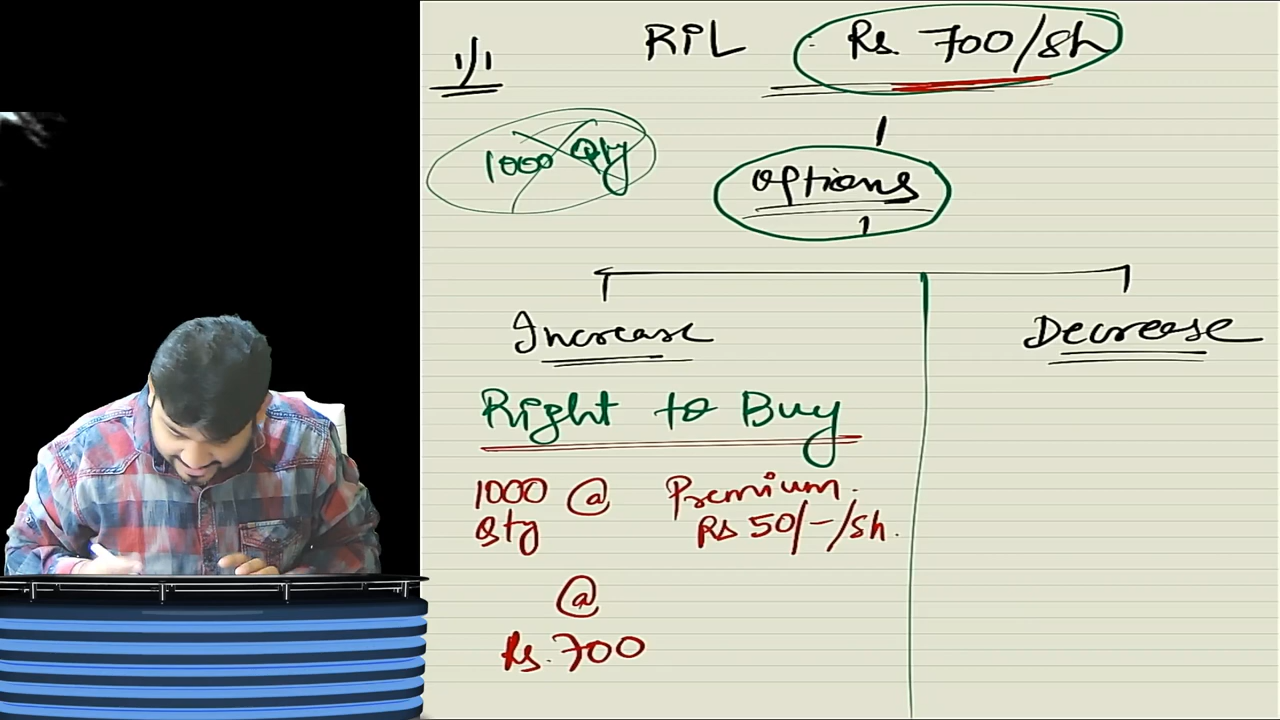 1/1
RIL Rs. 700/sh
1000 Qty
options
Increase
Decrease
Right to Buy
1000 @ Premium.
Qty Rs 50/-/sh.
@
Rs. 700